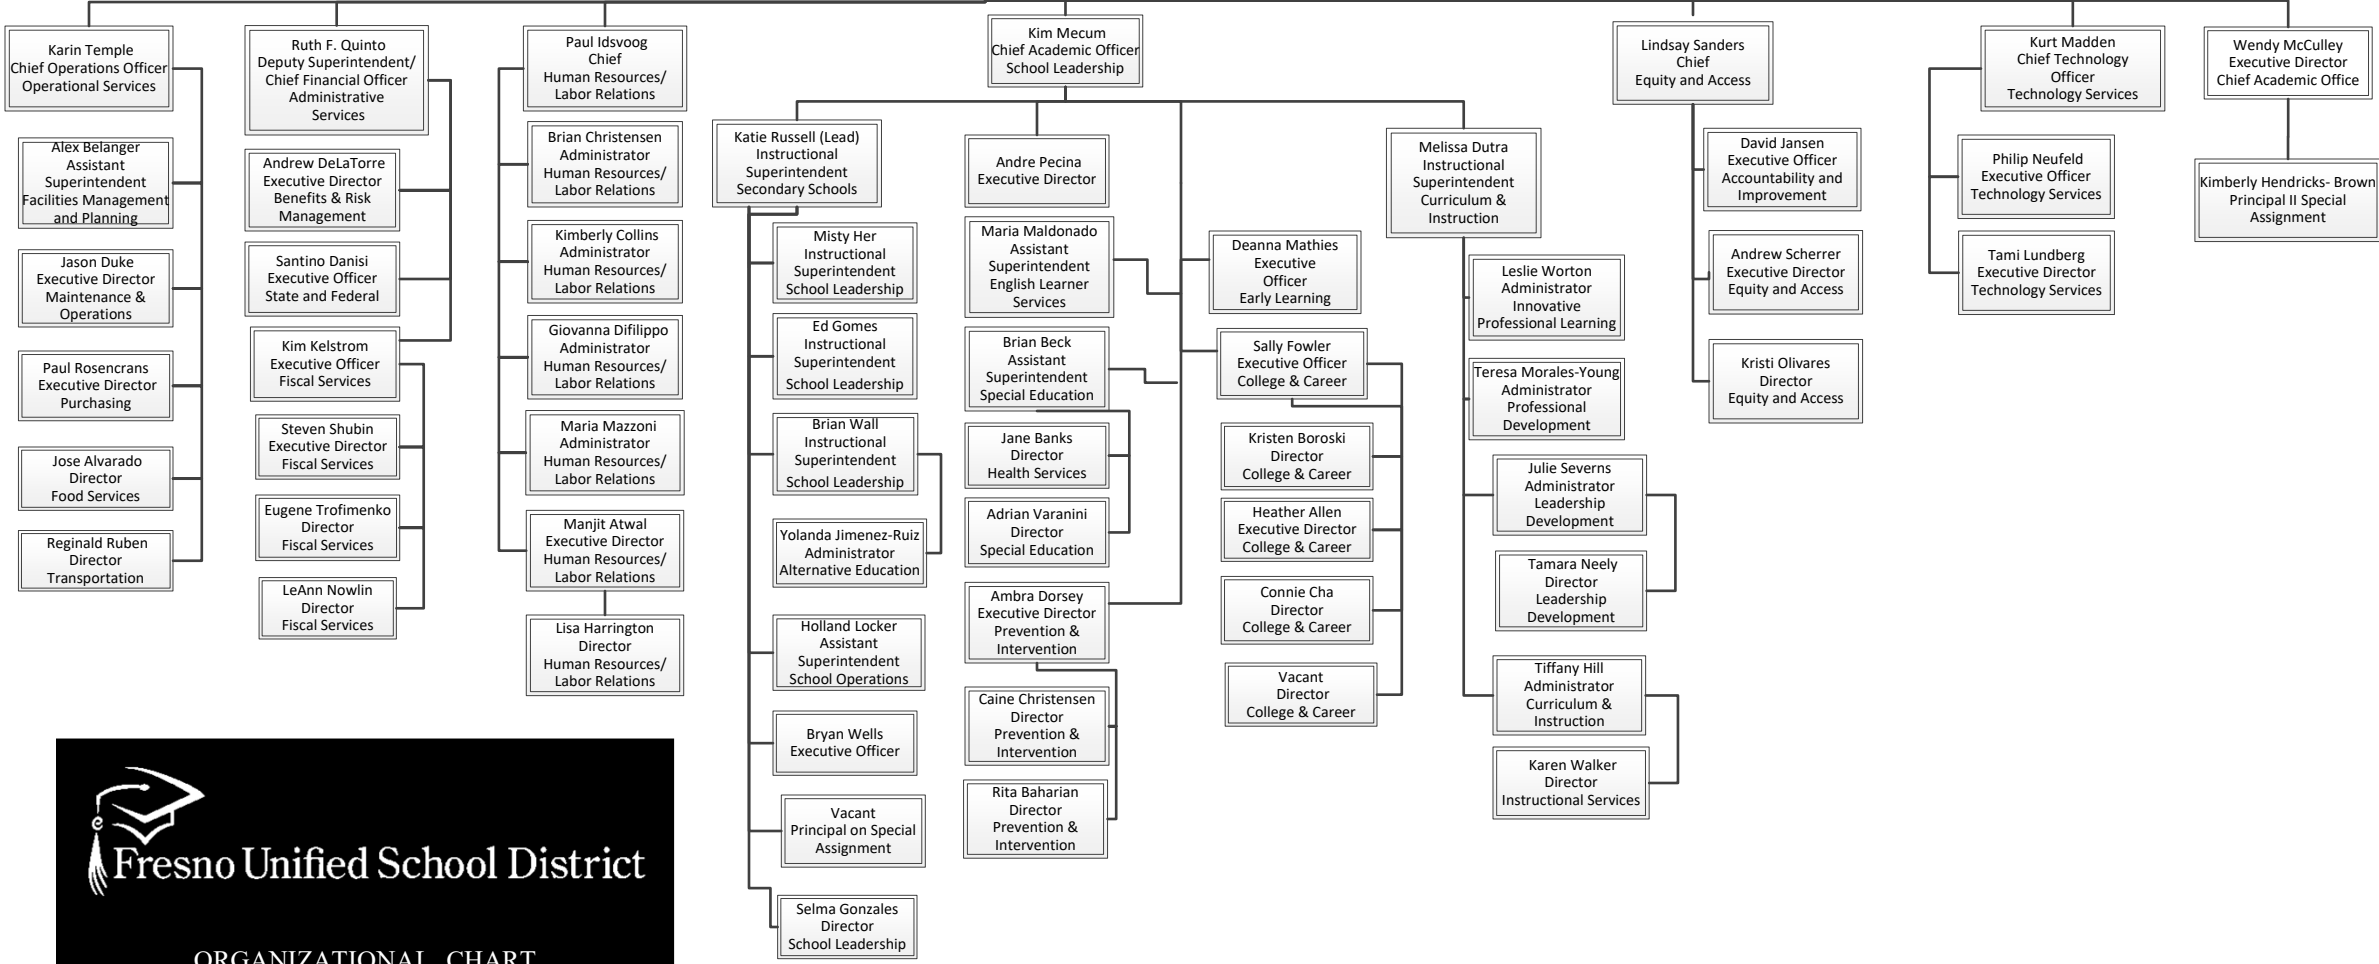 Karin Temple
Chief Operations Officer
Operational Services
Alex Belanger
Assistant
Superintendent
Facilities Management
and Planning
Jason Duke
Executive Director
Maintenance &
Operations
Paul Rosencrans
Executive Director
Purchasing
Jose Alvarado
Director
Food Services
Reginald Ruben
Director
Transportation
Ruth F. Quinto
Deputy Superintendent/
Chief Financial Officer
Administrative
Services
Andrew DeLaTorre
Executive Director
Benefits & Risk
Management
Santino Danisi
Executive Officer
State and Federal
Kim Kelstrom
Executive Officer
Fiscal Services
Steven Shubin
Executive Director
Fiscal Services
Eugene Trofimenko
Director
Fiscal Services
LeAnn Nowlin
Director
Fiscal Services
Paul Idsvoog
Chief
Human Resources/
Labor Relations
Brian Christensen
Administrator
Human Resources/
Labor Relations
Kimberly Collins
Administrator
Human Resources/
Labor Relations
Giovanna Difilippo
Administrator
Human Resources/
Labor Relations
Maria Mazzoni
Administrator
Human Resources/
Labor Relations
Manjit Atwal
Executive Director
Human Resources/
Labor Relations
Lisa Harrington
Director
Human Resources/
Labor Relations
Kim Mecum
Chief Academic Officer
School Leadership
Katie Russell (Lead)
Instructional
Superintendent
Secondary Schools
Misty Her
Instructional
Superintendent
School Leadership
Ed Gomes
Instructional
Superintendent
School Leadership
Brian Wall
Instructional
Superintendent
School Leadership
Yolanda Jimenez-Ruiz
Administrator
Alternative Education
Holland Locker
Assistant
Superintendent
School Operations
Bryan Wells
Executive Officer
Vacant
Principal on Special
Assignment
Selma Gonzales
Director
School Leadership
Andre Pecina
Executive Director
Maria Maldonado
Assistant
Superintendent
English Learner
Services
Brian Beck
Assistant
Superintendent
Special Education
Jane Banks
Director
Health Services
Adrian Varanini
Director
Special Education
Ambra Dorsey
Executive Director
Prevention &
Intervention
Caine Christensen
Director
Prevention &
Intervention
Rita Baharian
Director
Prevention &
Intervention
Deanna Mathies
Executive
Officer
Early Learning
Sally Fowler
Executive Officer
College & Career
Kristen Boroski
Director
College & Career
Heather Allen
Executive Director
College & Career
Connie Cha
Director
College & Career
Vacant
Director
College & Career
Melissa Dutra
Instructional
Superintendent
Curriculum &
Instruction
Leslie Worton
Administrator
Innovative
Professional Learning
Teresa Morales-Young
Administrator
Professional
Development
Julie Severns
Administrator
Leadership
Development
Tamara Neely
Director
Leadership
Development
Tiffany Hill
Administrator
Curriculum &
Instruction
Karen Walker
Director
Instructional Services
Lindsay Sanders
Chief
Equity and Access
David Jansen
Executive Officer
Accountability and
Improvement
Andrew Scherrer
Executive Director
Equity and Access
Kristi Olivares
Director
Equity and Access
Kurt Madden
Chief Technology
Officer
Technology Services
Philip Neufeld
Executive Officer
Technology Services
Tami Lundberg
Executive Director
Technology Services
Wendy McCulley
Executive Director
Chief Academic Office
Kimberly Hendricks- Brown
Principal II Special
Assignment
Fresno Unified School District
ORGANIZATIONAL CHART